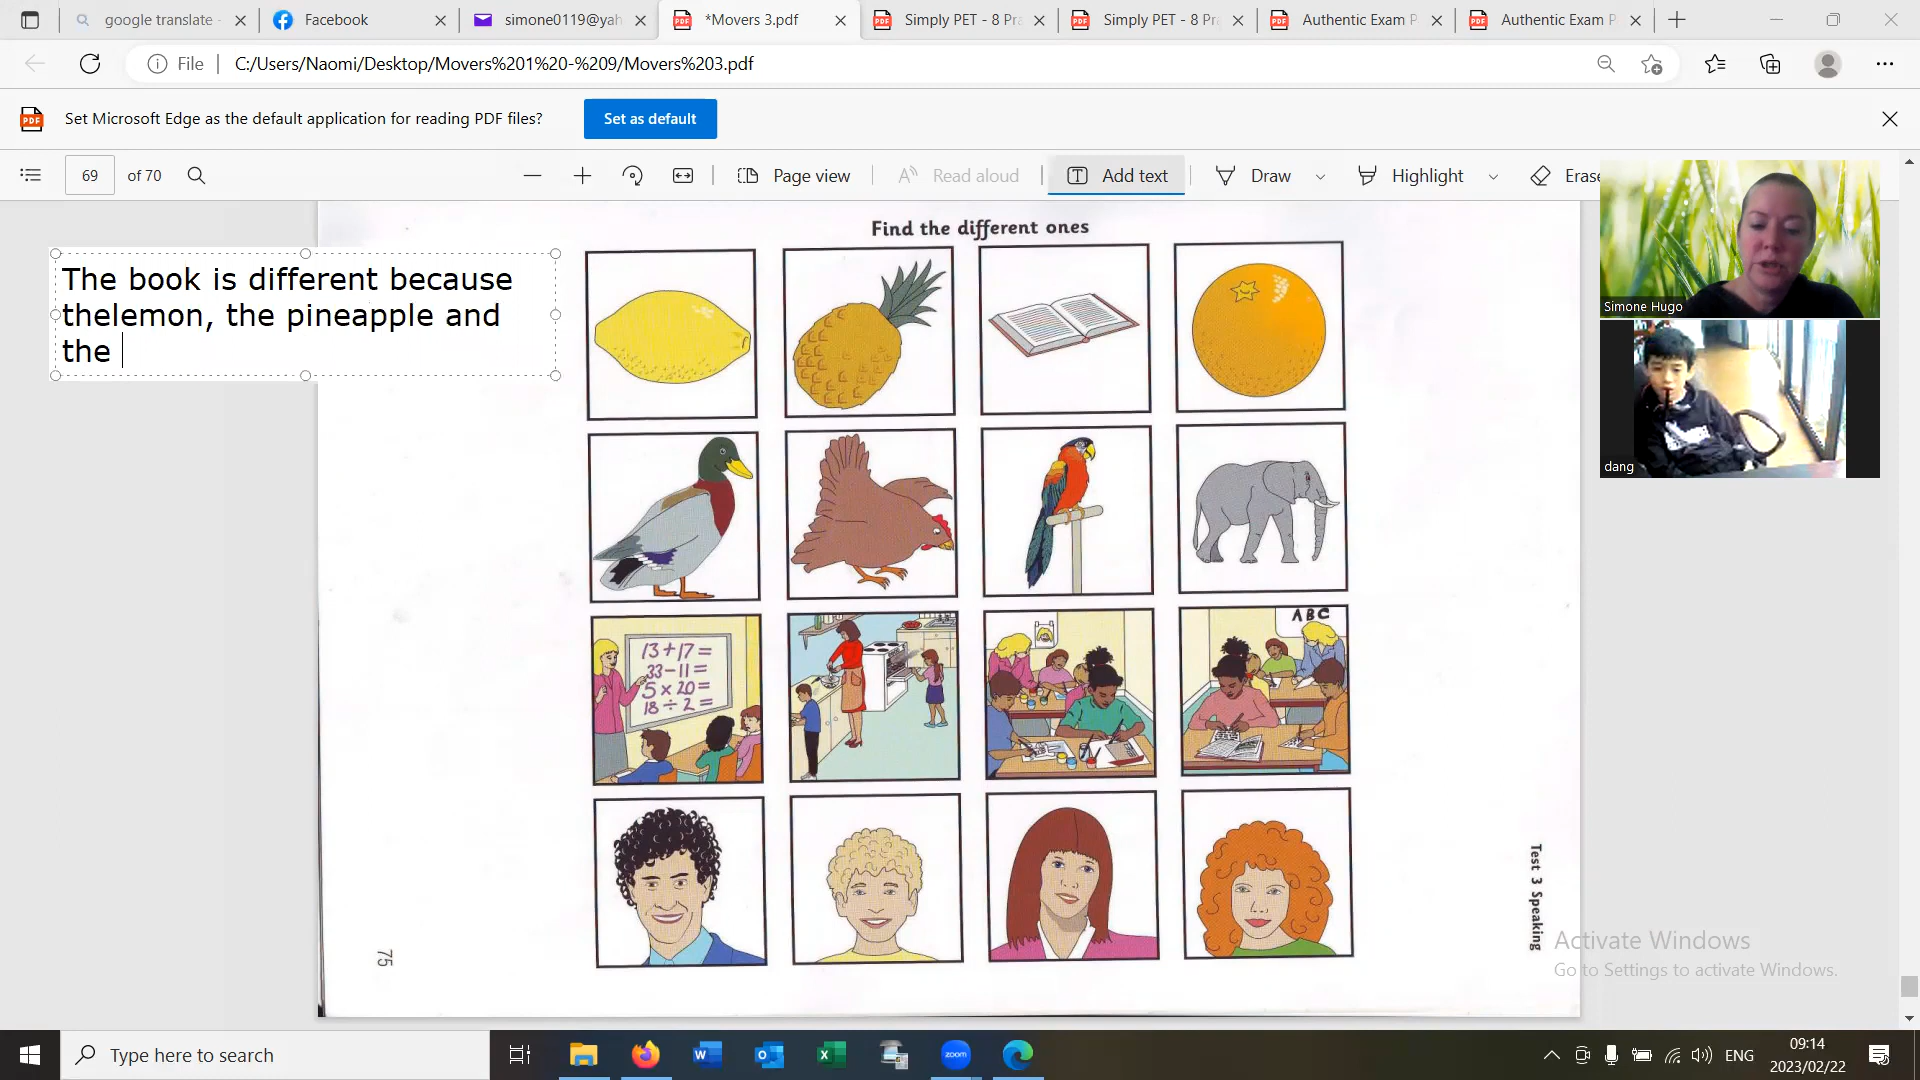 google translate -
Facebook
simone0119@yah
*Movers 3.pdf
Simply PET - 8 Pra
Simply PET - 8 Pra
Authentic Exam P
Authentic Exam P
File
C:/Users/Naomi/Desktop/Movers%201%20-%209/Movers%203.pdf
Set Microsoft Edge as the default application for reading PDF files?
Set as default
69 of 70
Page view
Read aloud
Add text
Draw
Highlight
Erase
Find the different ones
The book is different because
thelemon, the pineapple and
the
Simone Hugo
dang
13+17=
33-11=
5×20=
18÷2=
ABC
Test 3 Speaking
75
Activate Windows
Go to Settings to activate Windows.
Type here to search
zoom
ENG
09:14
2023/02/22